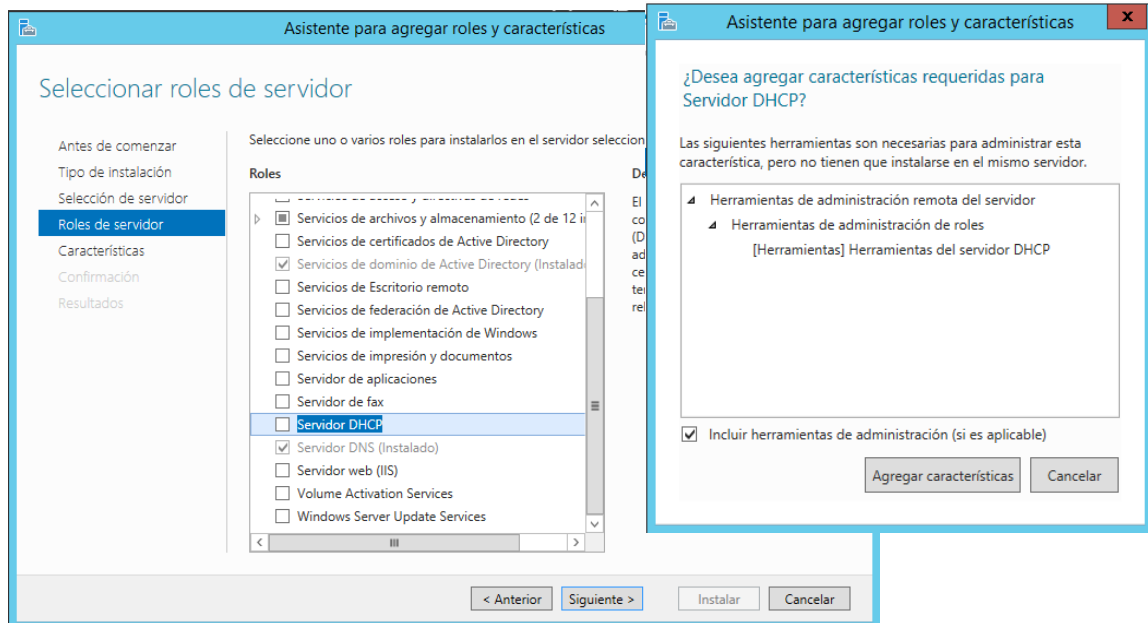 Asistente para agregar roles y características
Seleccionar roles de servidor
Antes de comenzar
Tipo de instalación
Selección de servidor
Roles de servidor
Características
Confirmación
Resultados
Seleccione uno o varios roles para instalarlos en el servidor seleccion
Roles
Servicios de archivos y almacenamiento (2 de 12 i
Servicios de certificados de Active Directory
Servicios de dominio de Active Directory (Instalad
Servicios de Escritorio remoto
Servicios de federación de Active Directory
Servicios de implementación de Windows
Servicios de impresión y documentos
Servidor de aplicaciones
Servidor de fax
Servidor DHCP
Servidor DNS (Instalado)
Servidor web (IIS)
Volume Activation Services
Windows Server Update Services
De
El
co
(D
ad
ce
te
rel
< Anterior
Siguiente >
Instalar
Cancelar
Asistente para agregar roles y características
x
¿Desea agregar características requeridas para
Servidor DHCP?
Las siguientes herramientas son necesarias para administrar esta
característica, pero no tienen que instalarse en el mismo servidor.
Herramientas de administración remota del servidor
Herramientas de administración de roles
[Herramientas] Herramientas del servidor DHCP
Incluir herramientas de administración (si es aplicable)
Agregar características
Cancelar